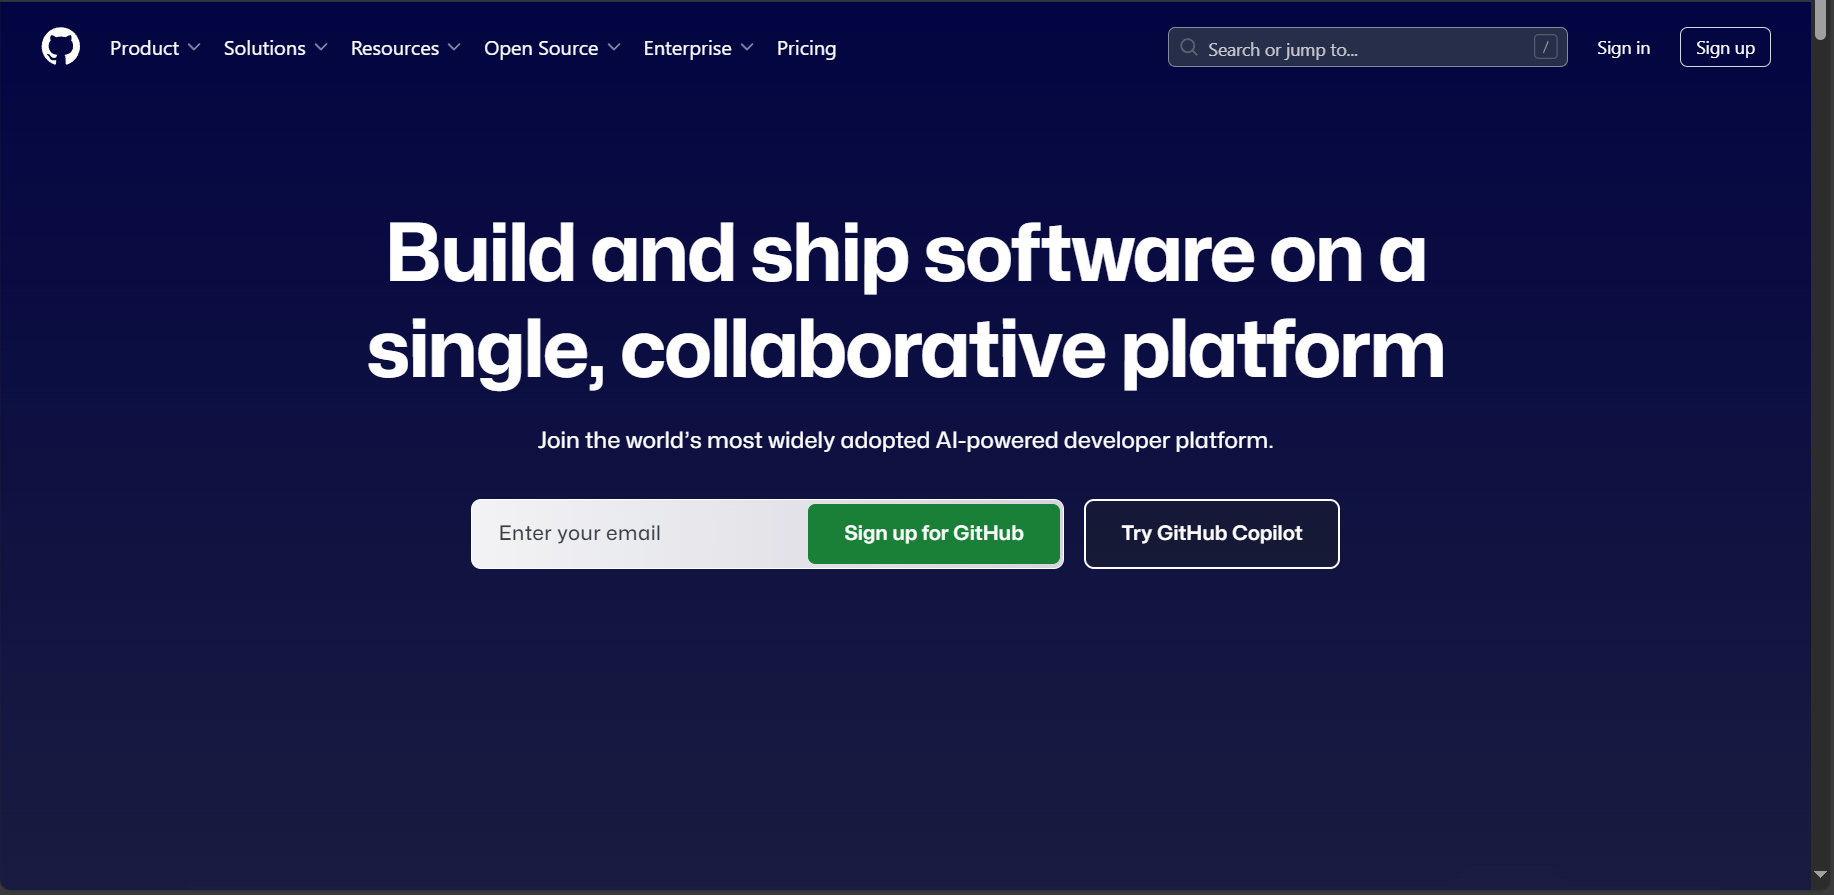 Product
Solutions
Resources
Open Source
Enterprise
Pricing
Search or jump to...
/
Sign in
Sign up
Build and ship software on a
single, collaborative platform
Join the world’s most widely adopted AI-powered developer platform.
Enter your email
Sign up for GitHub
Try GitHub Copilot